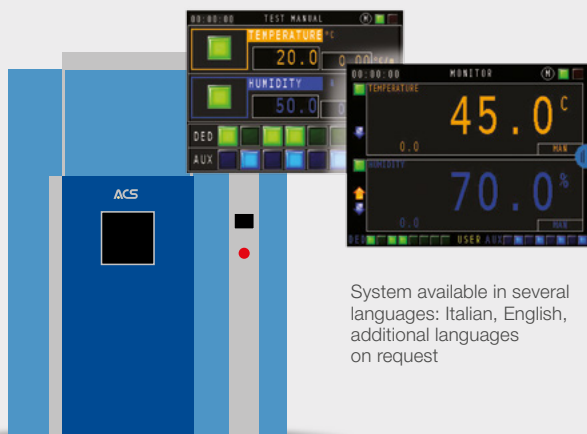 00:00:00 TEST MANUAL M
TEMPERATURE °C
20.0
HUMIDITY
50.0
DED
AUX
00:00:00 MONITOR M
TEMPERATURE
45.0 C
0.0 MAN
HUMIDITY
70.0 %
0.0 MAN
DED USER AUX
ACS
System available in several
languages: Italian, English,
additional languages
on request